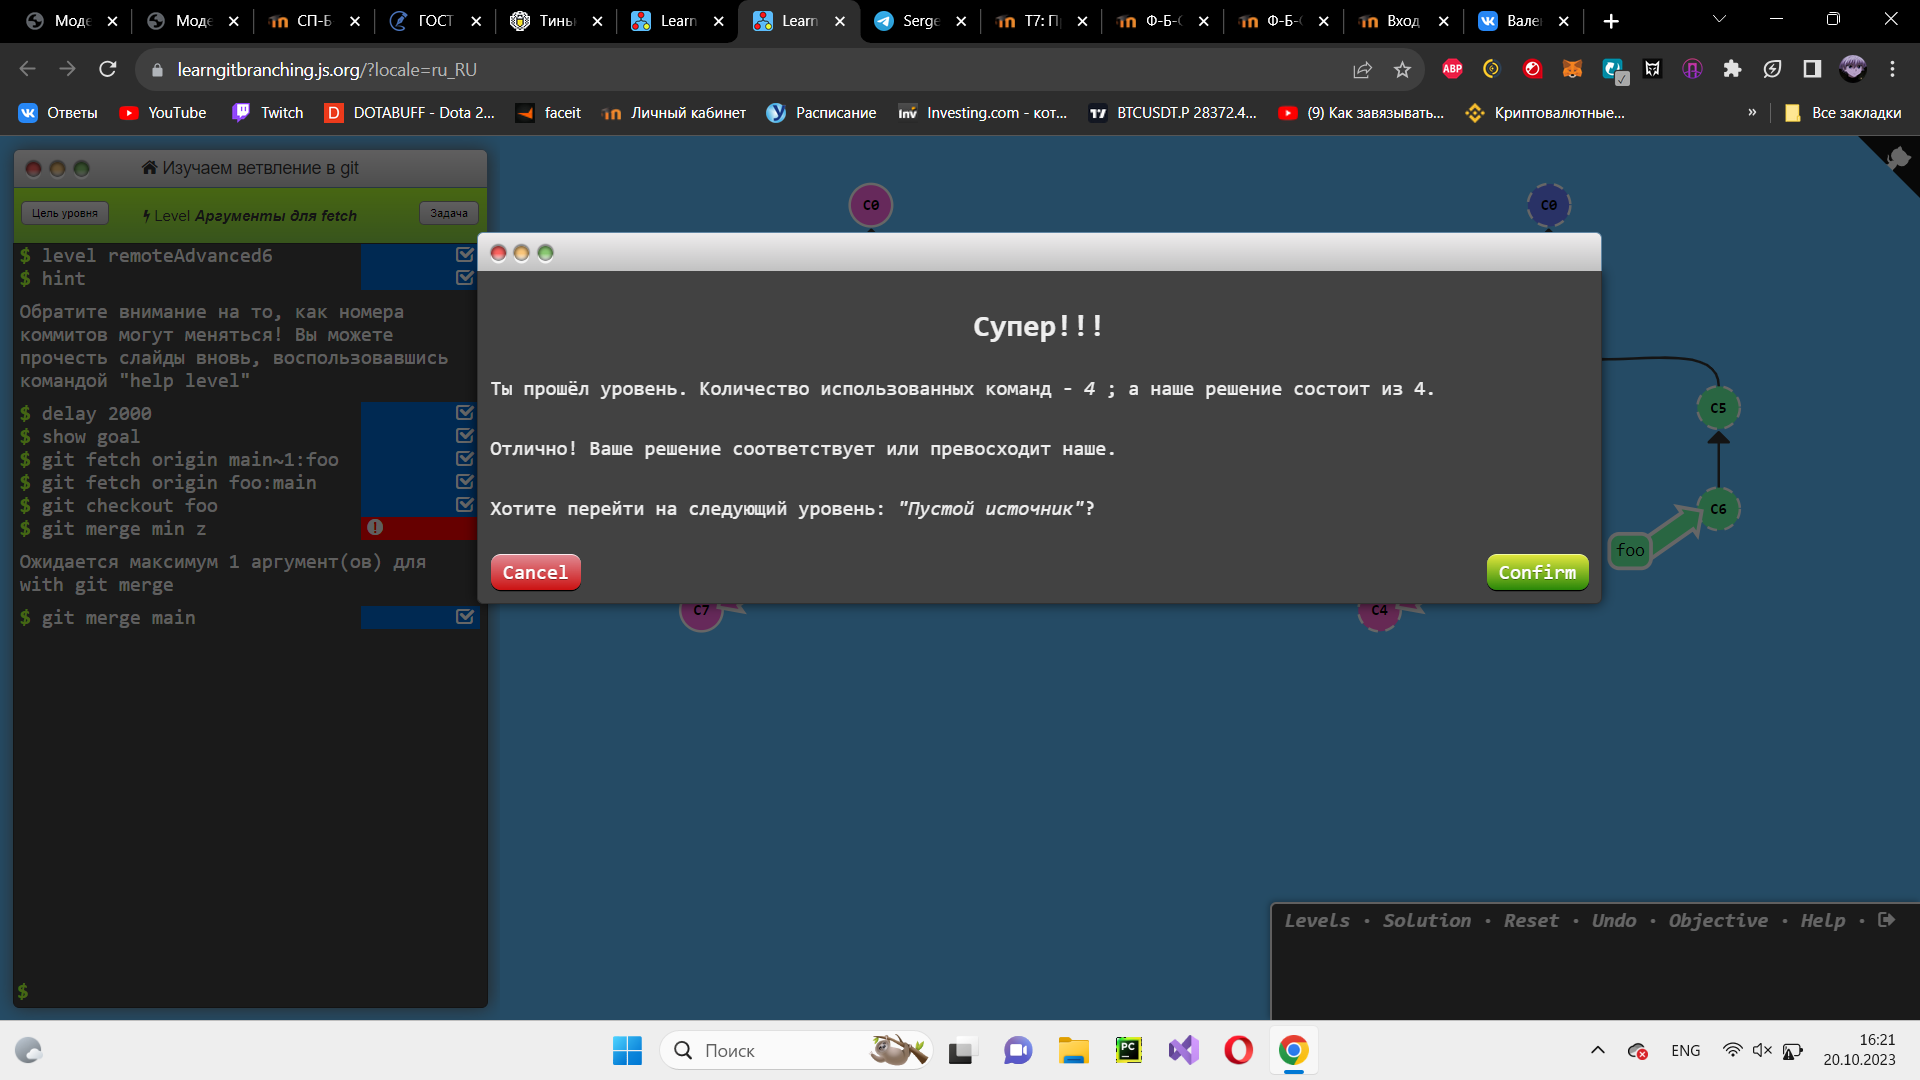 Моде
Моде
СП-Б
ГОСТ
Тинь
Learn
Learn
Serge
Т7: П
Ф-Б-
Ф-Б-
Вход
Вале
learngitbranching.js.org/?locale=ru_RU
ABP
Ответы
YouTube
Twitch
DOTABUFF - Dota 2...
faceit
Личный кабинет
Расписание
Inv
Investing.com - кот...
BTCUSDT.P 28372.4...
(9) Как завязывать...
Криптовалютные...
»
Все закладки
Изучаем ветвление в git
Цель уровня
Level Аргументы для fetch
Задача
$ level remoteAdvanced6
$ hint
Обратите внимание на то, как номера
коммитов могут меняться! Вы можете
прочесть слайды вновь, воспользовавшись
командой "help level"
$ delay 2000
$ show goal
$ git fetch origin main~1:foo
$ git fetch origin foo:main
$ git checkout foo
$ git merge min z
Ожидается максимум 1 аргумент(ов) для
with git merge
$ git merge main
$
C0
C0
Супер!!!
Ты прошёл уровень. Количество использованных команд - 4 ; а наше решение состоит из 4.
Отлично! Ваше решение соответствует или превосходит наше.
Хотите перейти на следующий уровень: "Пустой источник"?
Cancel
Confirm
C5
C6
foo
C7
C4
Levels · Solution · Reset · Undo · Objective · Help ·
Поиск
PC
ENG
16:21
20.10.2023